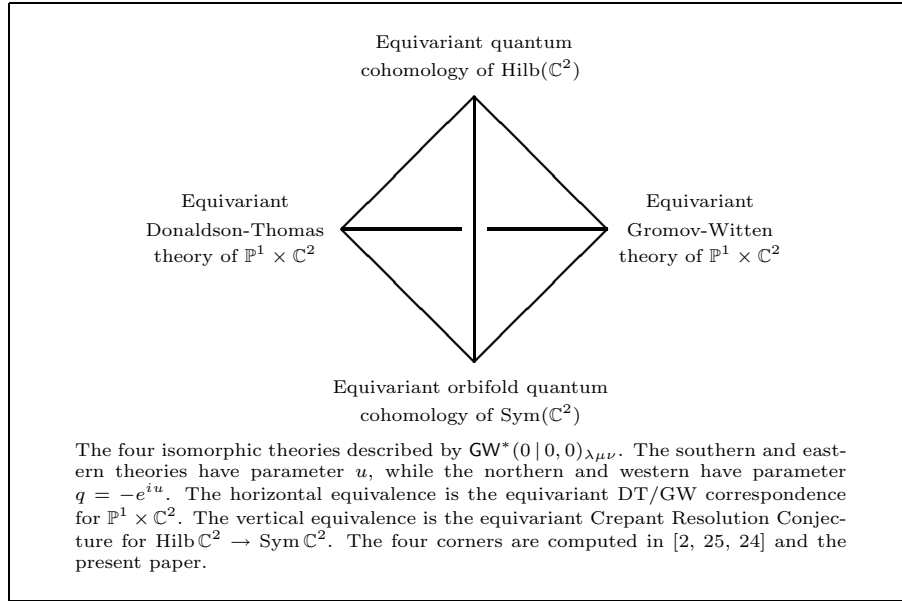 Equivariant quantum
cohomology of Hilb(ℂ²)
Equivariant
Donaldson-Thomas
theory of ℙ¹ × ℂ²
Equivariant
Gromov-Witten
theory of ℙ¹ × ℂ²
Equivariant orbifold quantum
cohomology of Sym(ℂ²)
The four isomorphic theories described by GW*(0 | 0, 0)λμν. The southern and east-
ern theories have parameter u, while the northern and western have parameter
q = −eⁱᵘ. The horizontal equivalence is the equivariant DT/GW correspondence
for ℙ¹ × ℂ². The vertical equivalence is the equivariant Crepant Resolution Conjec-
ture for Hilb ℂ² → Sym ℂ². The four corners are computed in [2, 25, 24] and the
present paper.